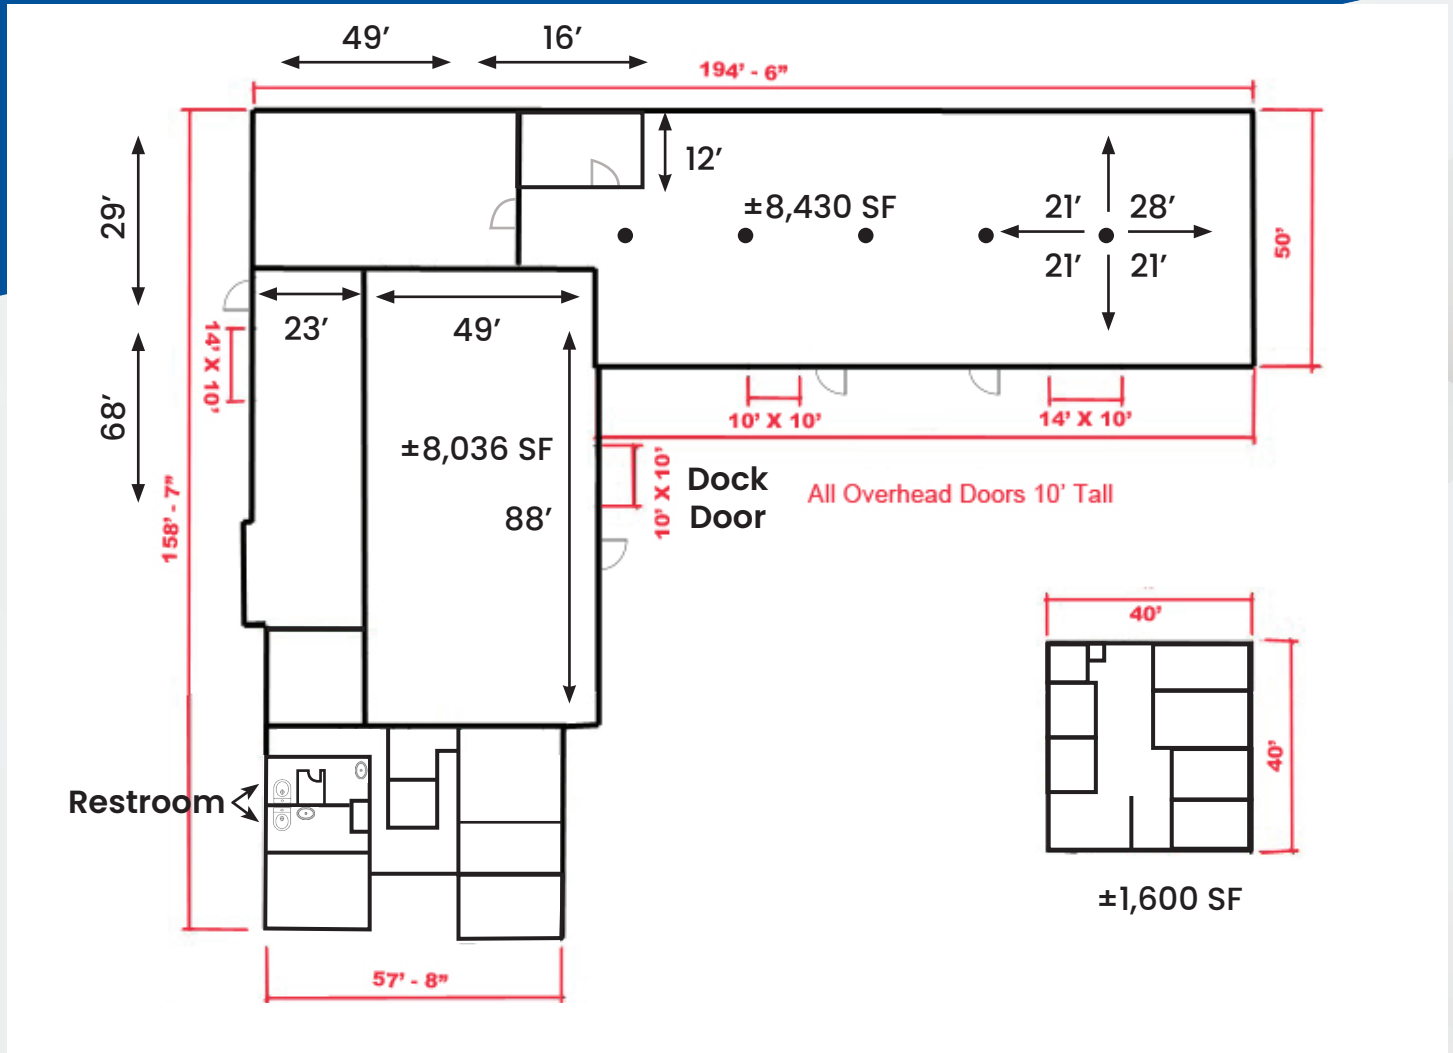 49’
16’
194’ - 6”
12’
29’
±8,430 SF
21’
28’
50’
21’
21’
23’
49’
14’ X 10’
68’
10’ X 10’
14’ X 10’
±8,036 SF
10’ X 10’
Dock
Door
All Overhead Doors 10’ Tall
158’ - 7”
88’
40’
40’
Restroom
±1,600 SF
57’ - 8”